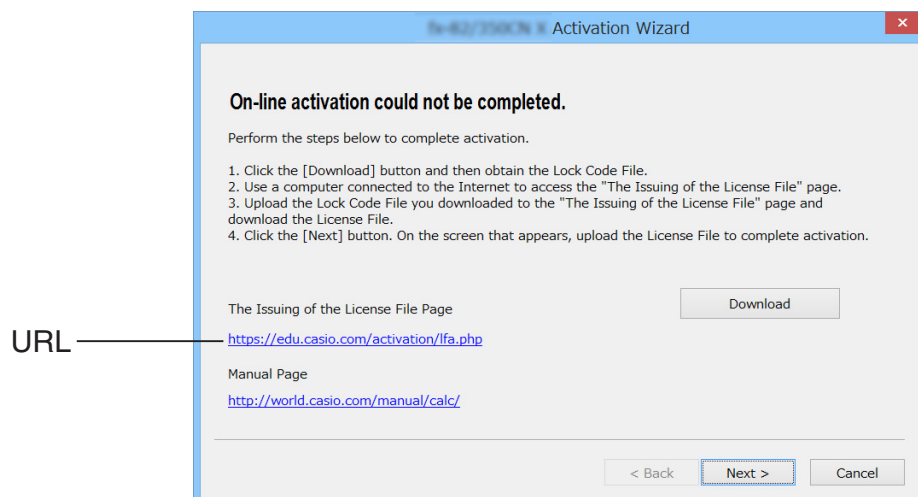 Activation Wizard
On-line activation could not be completed.
Perform the steps below to complete activation.
1. Click the [Download] button and then obtain the Lock Code File.
2. Use a computer connected to the Internet to access the "The Issuing of the License File" page.
3. Upload the Lock Code File you downloaded to the "The Issuing of the License File" page and
download the License File.
4. Click the [Next] button. On the screen that appears, upload the License File to complete activation.
The Issuing of the License File Page
Download
URL
https://edu.casio.com/activation/lfa.php
Manual Page
http://world.casio.com/manual/calc/
< Back
Next >
Cancel